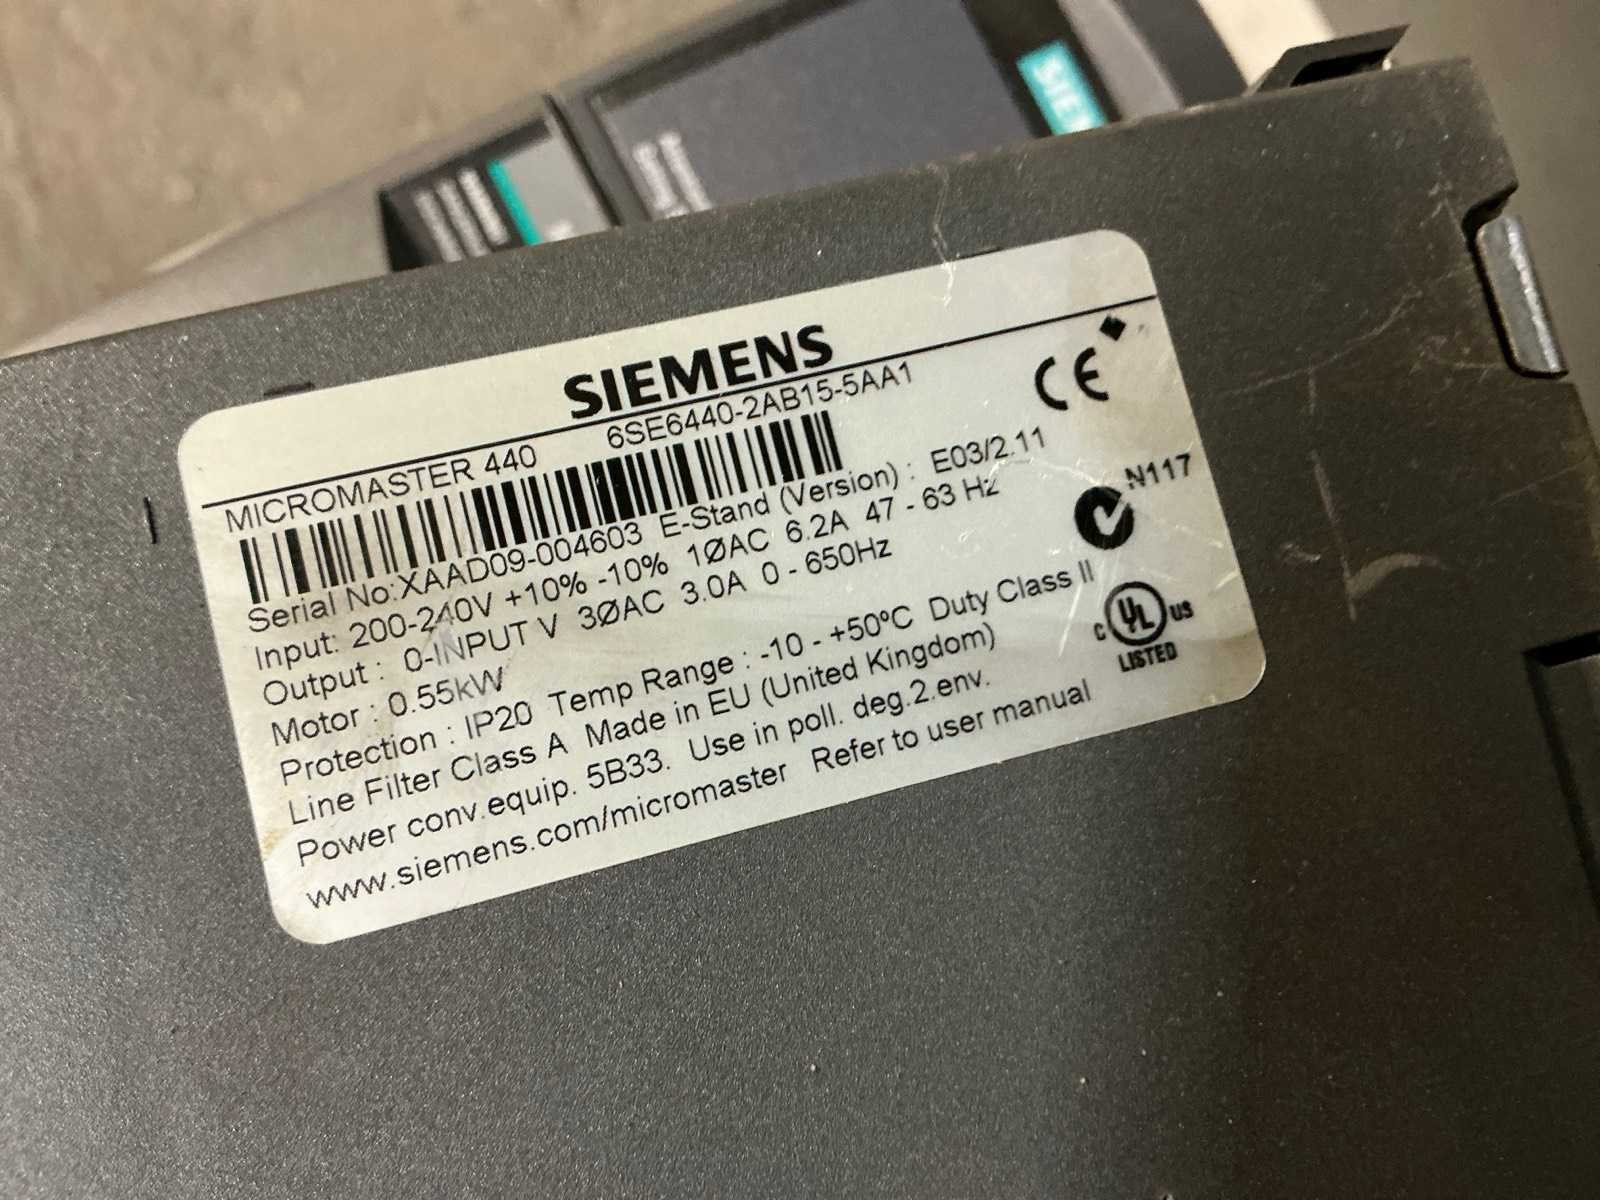 SIEM
SIEMENS
MICROMASTER 440 6SE6440-2AB15-5AA1
CE
Serial No:XAAD09-004603 E-Stand (Version) : E03/2.11
Input: 200-240V +10% -10% 1ØAC 6.2A 47 - 63 Hz
N117
Output : 0-INPUT V 3ØAC 3.0A 0 - 650Hz
Motor : 0.55kW
Protection : IP20 Temp Range : -10 - +50ºC Duty Class II
Line Filter Class A Made in EU (United Kingdom)
C UL US
LISTED
Power conv.equip. 5B33. Use in poll. deg.2.env.
www.siemens.com/micromaster Refer to user manual